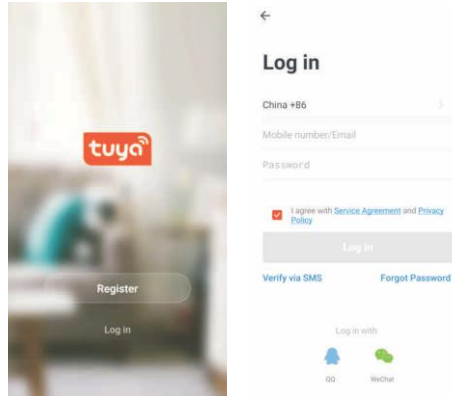 tuya
Register
Log in
Log in
China +86
Mobile number/Email
Password
I agree with Service Agreement and Privacy
Policy
Log in
Verify via SMS
Forgot Password
Log in with
QQ
WeChat